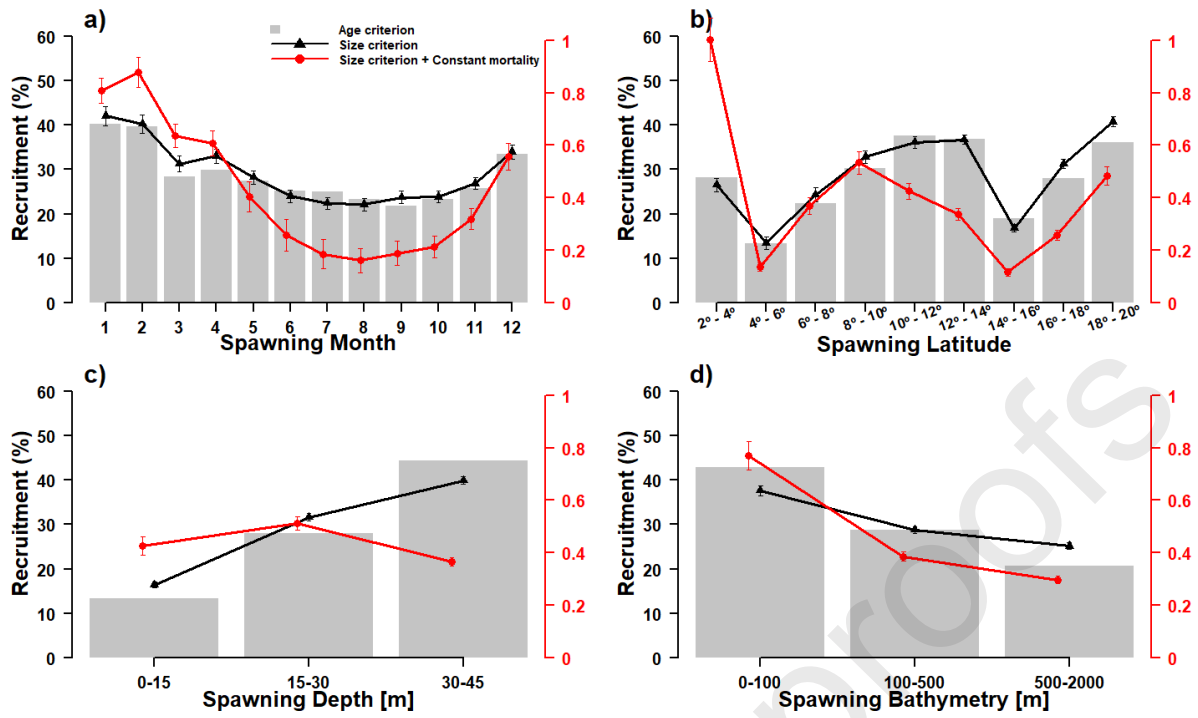 a)
Age criterion
Size criterion
Size criterion + Constant mortality
Recruitment (%)
60
50
40
30
20
10
0
1
0.8
0.6
0.4
0.2
0
1 2 3 4 5 6 7 8 9 10 11 12
Spawning Month
b)
Recruitment (%)
60
50
40
30
20
10
0
1
0.8
0.6
0.4
0.2
0
2º - 4º 4º - 6º 6º - 8º 8º - 10º 10º - 12º 12º - 14º 14º - 16º 16º - 18º 18º - 20º
Spawning Latitude
c)
Recruitment (%)
60
50
40
30
20
10
0
1
0.8
0.6
0.4
0.2
0
0-15 15-30 30-45
Spawning Depth [m]
d)
Recruitment (%)
60
50
40
30
20
10
0
1
0.8
0.6
0.4
0.2
0
0-100 100-500 500-2000
Spawning Bathymetry [m]
proofs